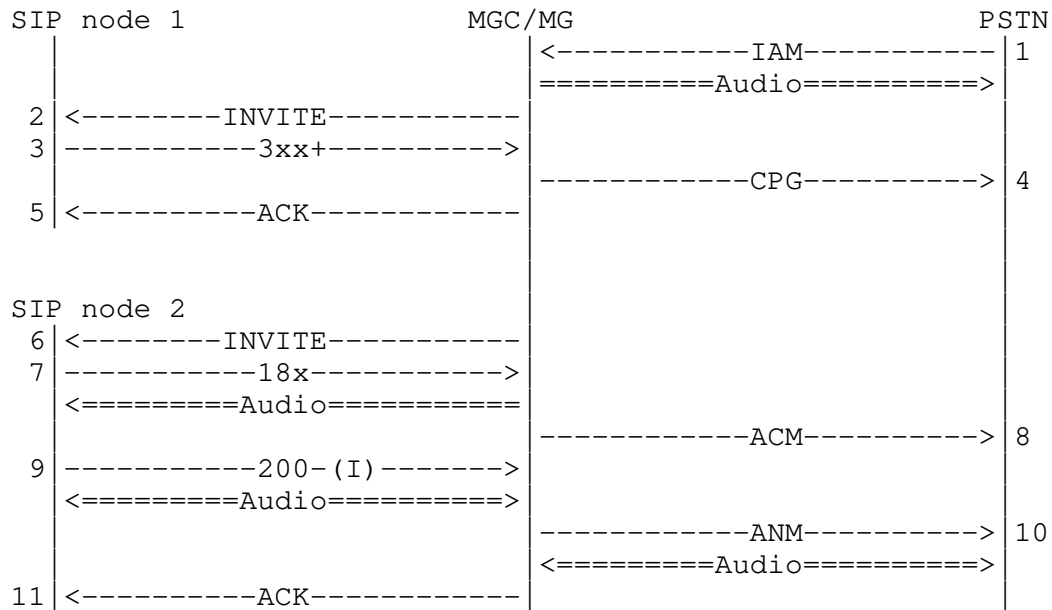 SIP node 1 MGC/MG PSTN
|<-----------IAM-----------|1
|==========Audio==========>|
2|<--------INVITE-----------|
3|-----------3xx+---------->|
|------------CPG---------->|4
5|<----------ACK------------|
SIP node 2
6|<--------INVITE-----------|
7|-----------18x----------->|
|<=========Audio===========|
|------------ACM---------->|8
9|-----------200-(I)------->|
|<=========Audio==========>|
|------------ANM---------->|10
|<=========Audio==========>|
11|<----------ACK------------|